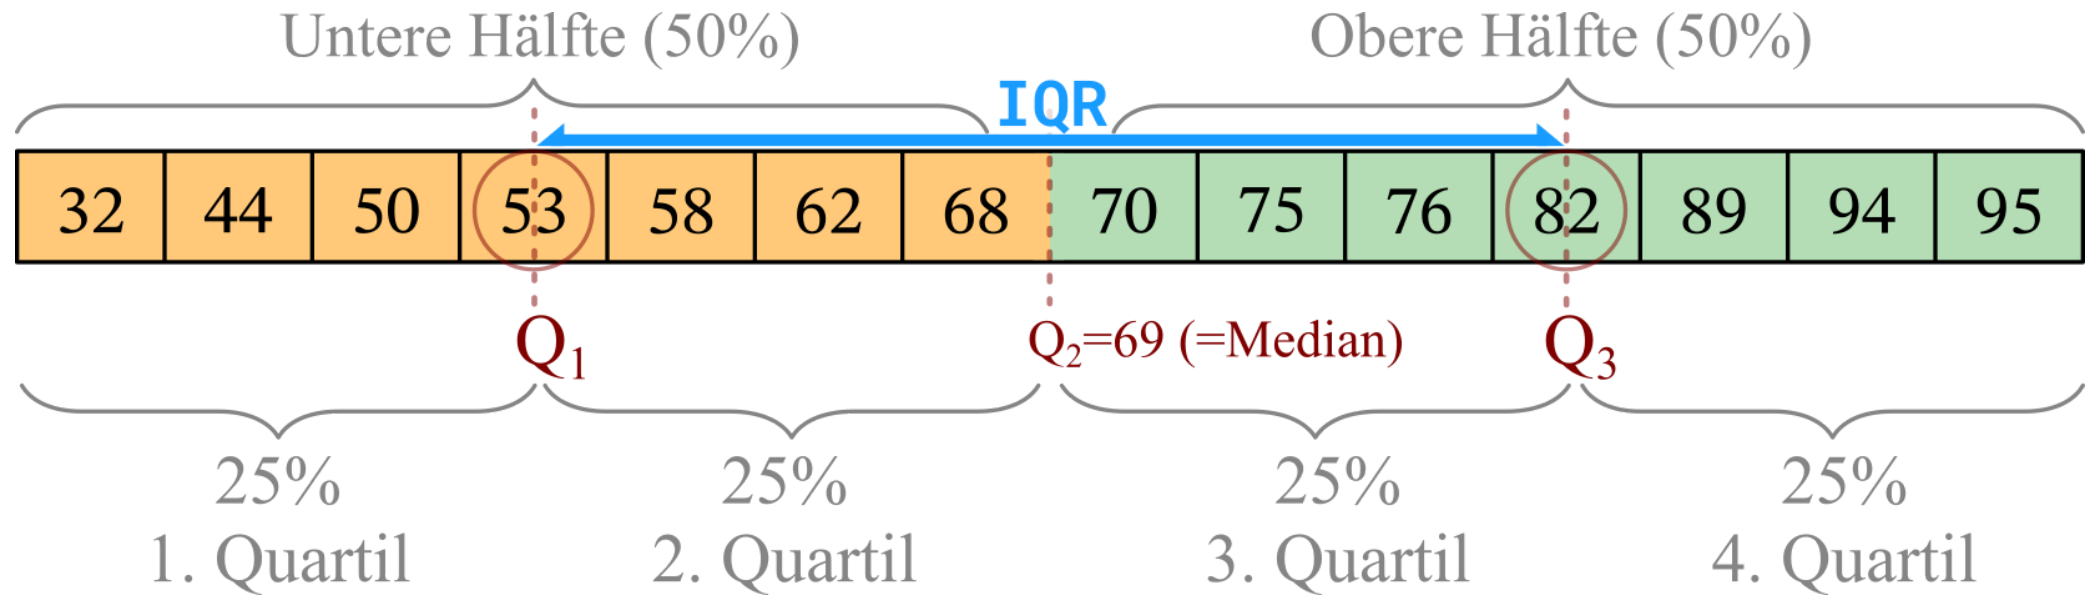 Untere Hälfte (50%) Obere Hälfte (50%)
IQR
32 44 50 53 58 62 68 70 75 76 82 89 94 95
Q₁ Q₂=69 (=Median) Q₃
25% 25% 25% 25%
1. Quartil 2. Quartil 3. Quartil 4. Quartil